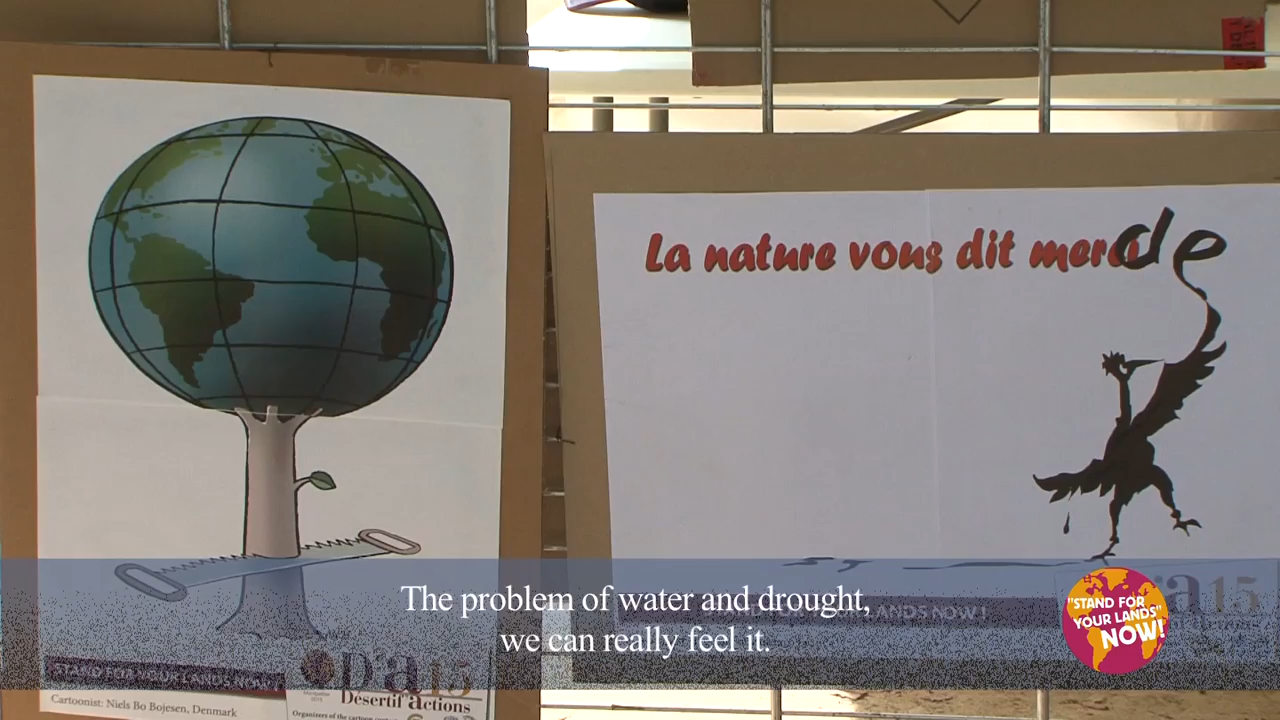 La nature vous dit merde
The problem of water and drought,
we can really feel it.
"STAND FOR
YOUR LANDS"
NOW!
STAND FOR YOUR LANDS NOW !
D'a15
Désertif'actions
Cartoonist: Niels Bo Bojesen, Denmark